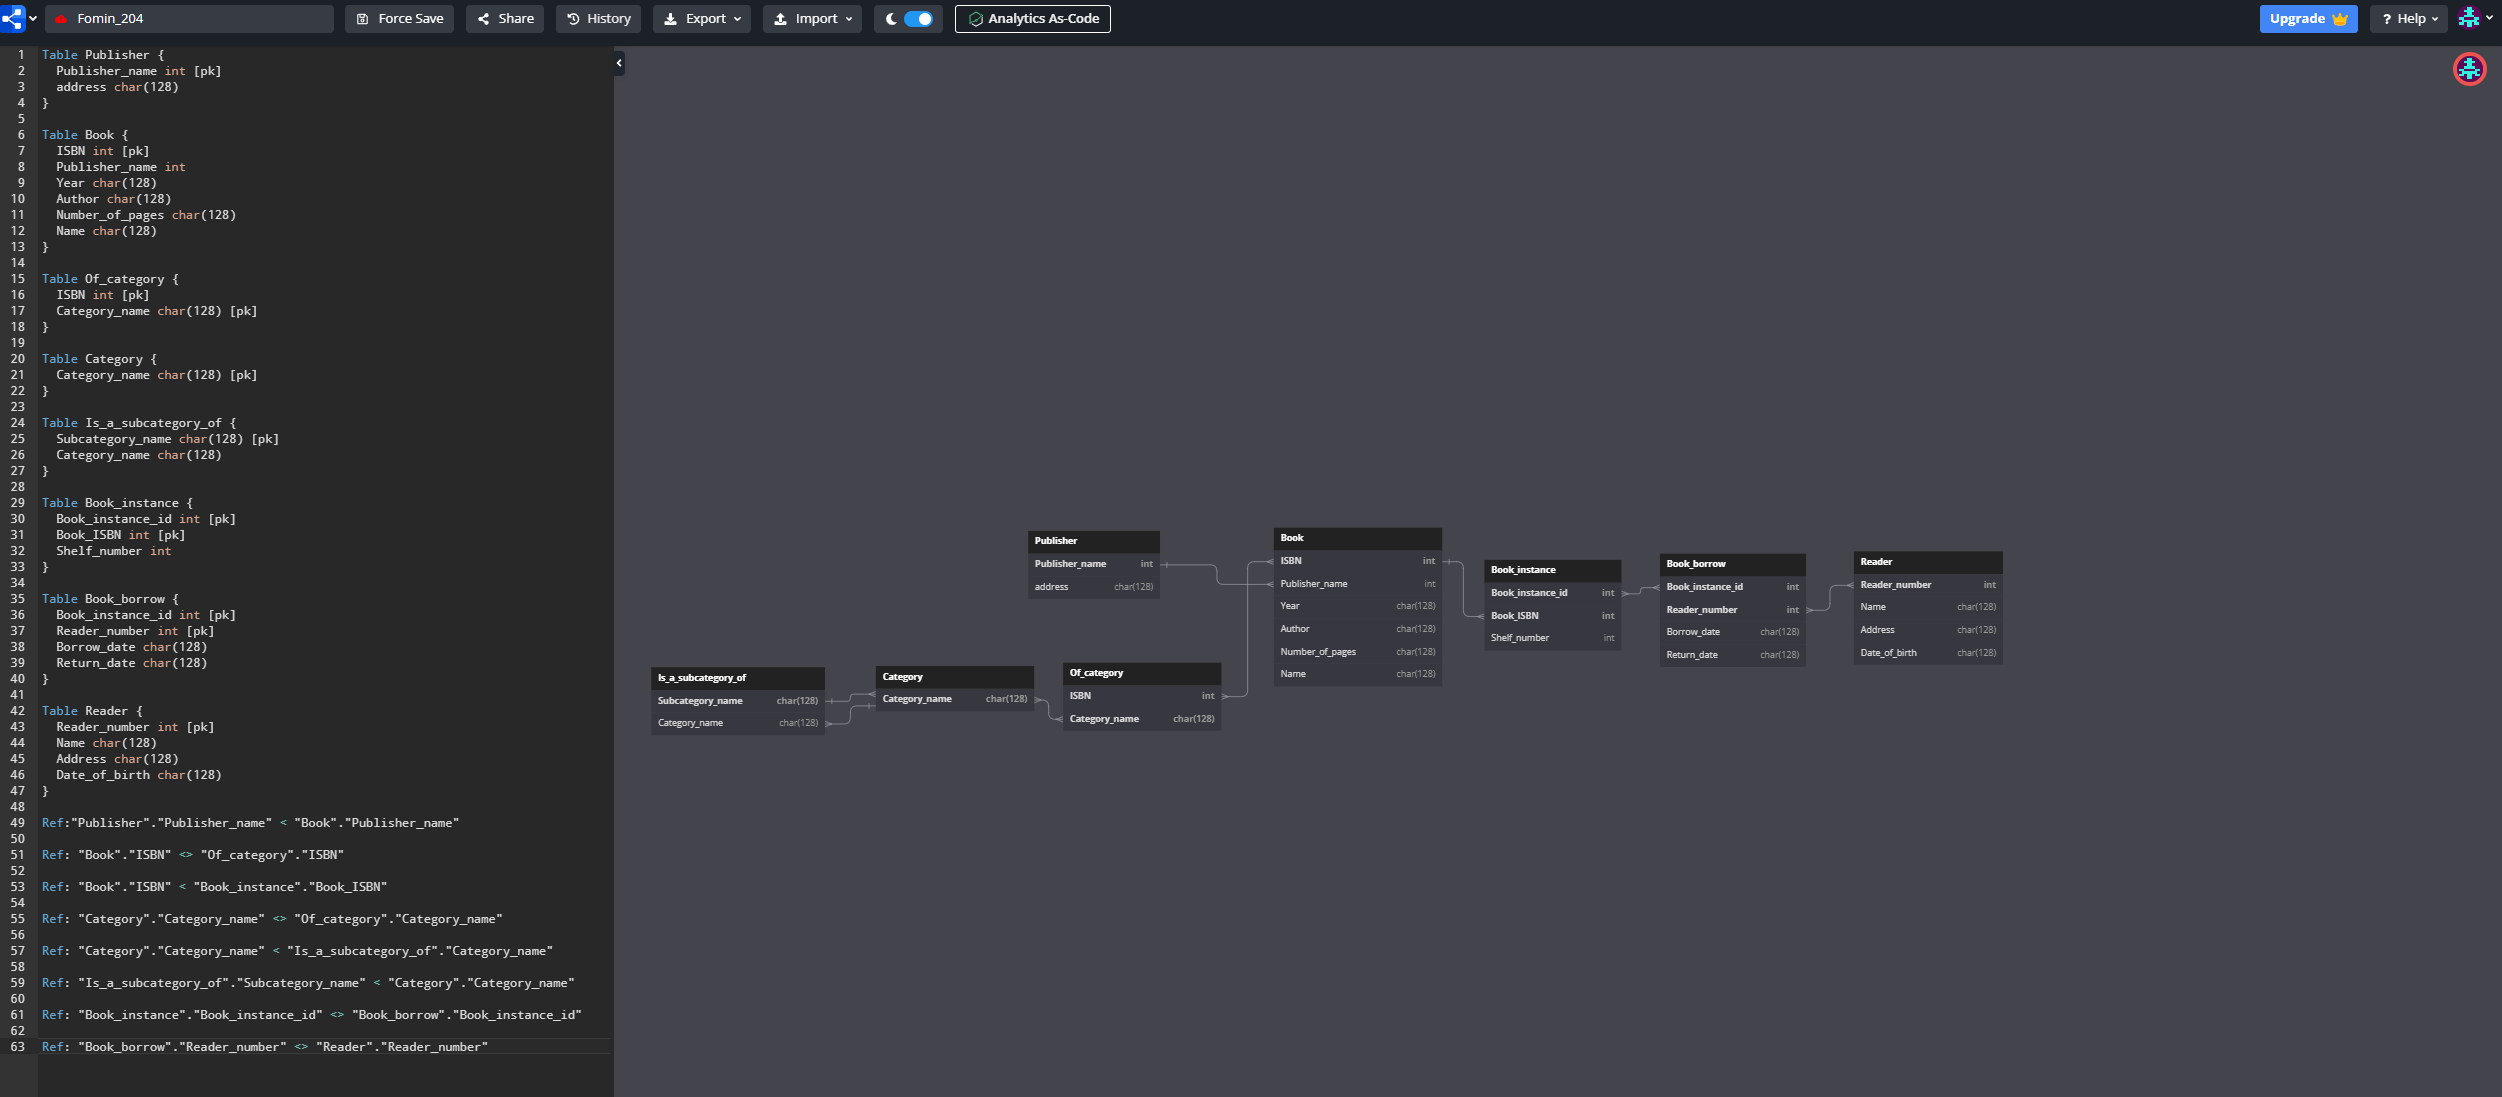 Fomin_204
Force Save
Share
History
Export
Import
Analytics As-Code
Upgrade
? Help
1 Table Publisher {
2 Publisher_name int [pk]
3 address char(128)
4 }
5
6 Table Book {
7 ISBN int [pk]
8 Publisher_name int
9 Year char(128)
10 Author char(128)
11 Number_of_pages char(128)
12 Name char(128)
13 }
14
15 Table Of_category {
16 ISBN int [pk]
17 Category_name char(128) [pk]
18 }
19
20 Table Category {
21 Category_name char(128) [pk]
22 }
23
24 Table Is_a_subcategory_of {
25 Subcategory_name char(128) [pk]
26 Category_name char(128)
27 }
28
29 Table Book_instance {
30 Book_instance_id int [pk]
31 Book_ISBN int [pk]
32 Shelf_number int
33 }
34
35 Table Book_borrow {
36 Book_instance_id int [pk]
37 Reader_number int [pk]
38 Borrow_date char(128)
39 Return_date char(128)
40 }
41
42 Table Reader {
43 Reader_number int [pk]
44 Name char(128)
45 Address char(128)
46 Date_of_birth char(128)
47 }
48
49 Ref:"Publisher"."Publisher_name" < "Book"."Publisher_name"
50
51 Ref: "Book"."ISBN" <> "Of_category"."ISBN"
52
53 Ref: "Book"."ISBN" < "Book_instance"."Book_ISBN"
54
55 Ref: "Category"."Category_name" <> "Of_category"."Category_name"
56
57 Ref: "Category"."Category_name" < "Is_a_subcategory_of"."Category_name"
58
59 Ref: "Is_a_subcategory_of"."Subcategory_name" < "Category"."Category_name"
60
61 Ref: "Book_instance"."Book_instance_id" <> "Book_borrow"."Book_instance_id"
62
63 Ref: "Book_borrow"."Reader_number" <> "Reader"."Reader_number"
Publisher
Publisher_name int
address char(128)
Is_a_subcategory_of
Subcategory_name char(128)
Category_name char(128)
Category
Category_name char(128)
Of_category
ISBN int
Category_name char(128)
Book
ISBN int
Publisher_name int
Year char(128)
Author char(128)
Number_of_pages char(128)
Name char(128)
Book_instance
Book_instance_id int
Book_ISBN int
Shelf_number int
Book_borrow
Book_instance_id int
Reader_number int
Borrow_date char(128)
Return_date char(128)
Reader
Reader_number int
Name char(128)
Address char(128)
Date_of_birth char(128)